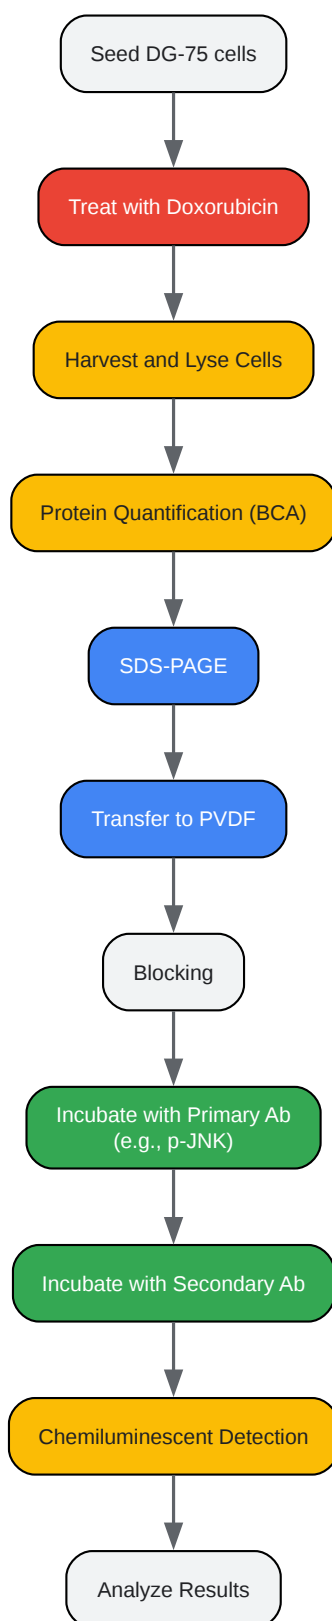 Seed DG-75 cells
Treat with Doxorubicin
Harvest and Lyse Cells
Protein Quantification (BCA)
SDS-PAGE
Transfer to PVDF
Blocking
Incubate with Primary Ab
(e.g., p-JNK)
Incubate with Secondary Ab
Chemiluminescent Detection
Analyze Results